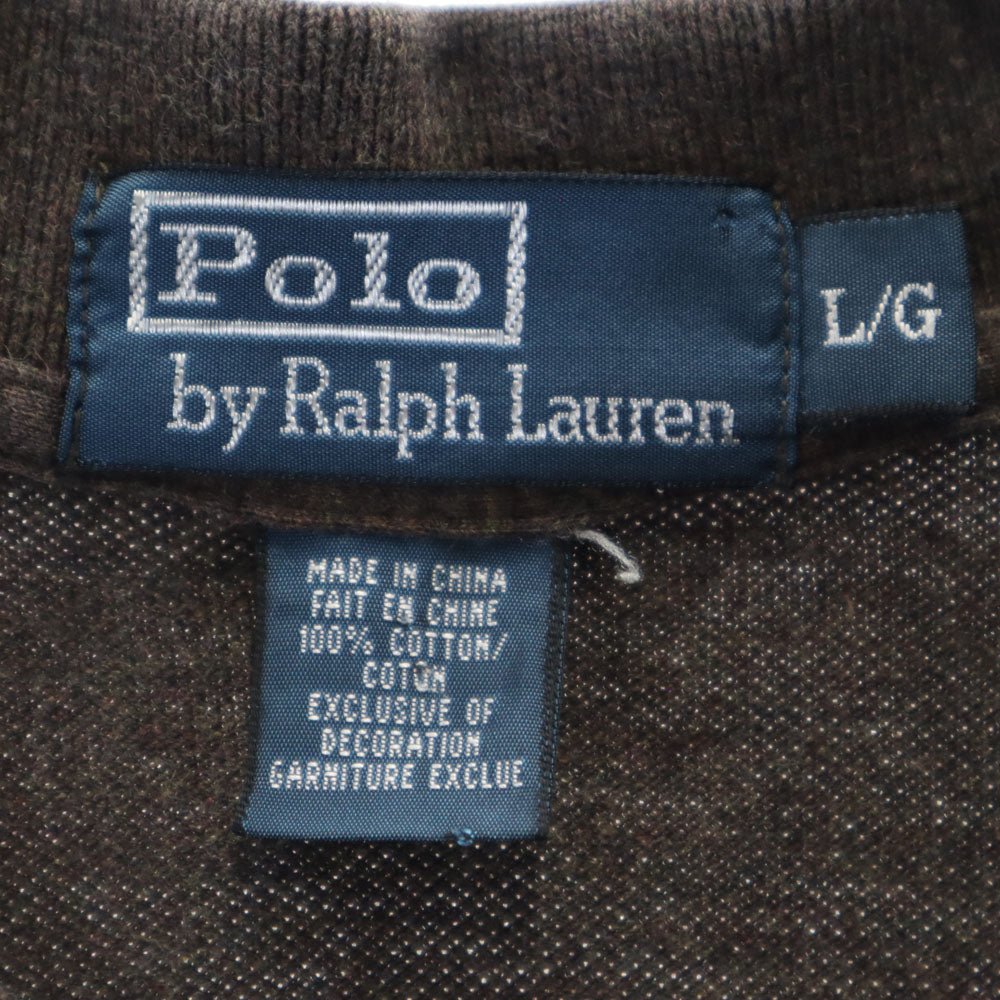 Polo
by Ralph Lauren
L/G
MADE IN CHINA
FAIT EN CHINE
100% COTTON/
COTON
EXCLUSIVE OF
DECORATION
GARNITURE EXCLUE